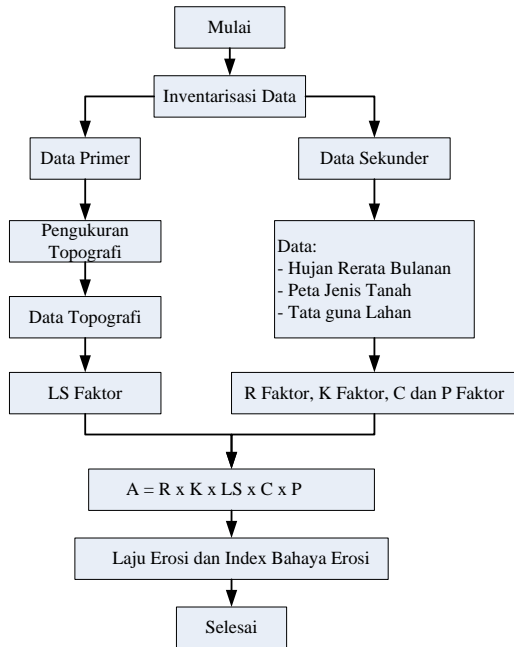 Mulai
Inventarisasi Data
Data Primer
Data Sekunder
Pengukuran
Topografi
Data:
- Hujan Rerata Bulanan
- Peta Jenis Tanah
- Tata guna Lahan
Data Topografi
LS Faktor
R Faktor, K Faktor, C dan P Faktor
A = R x K x LS x C x P
Laju Erosi dan Index Bahaya Erosi
Selesai